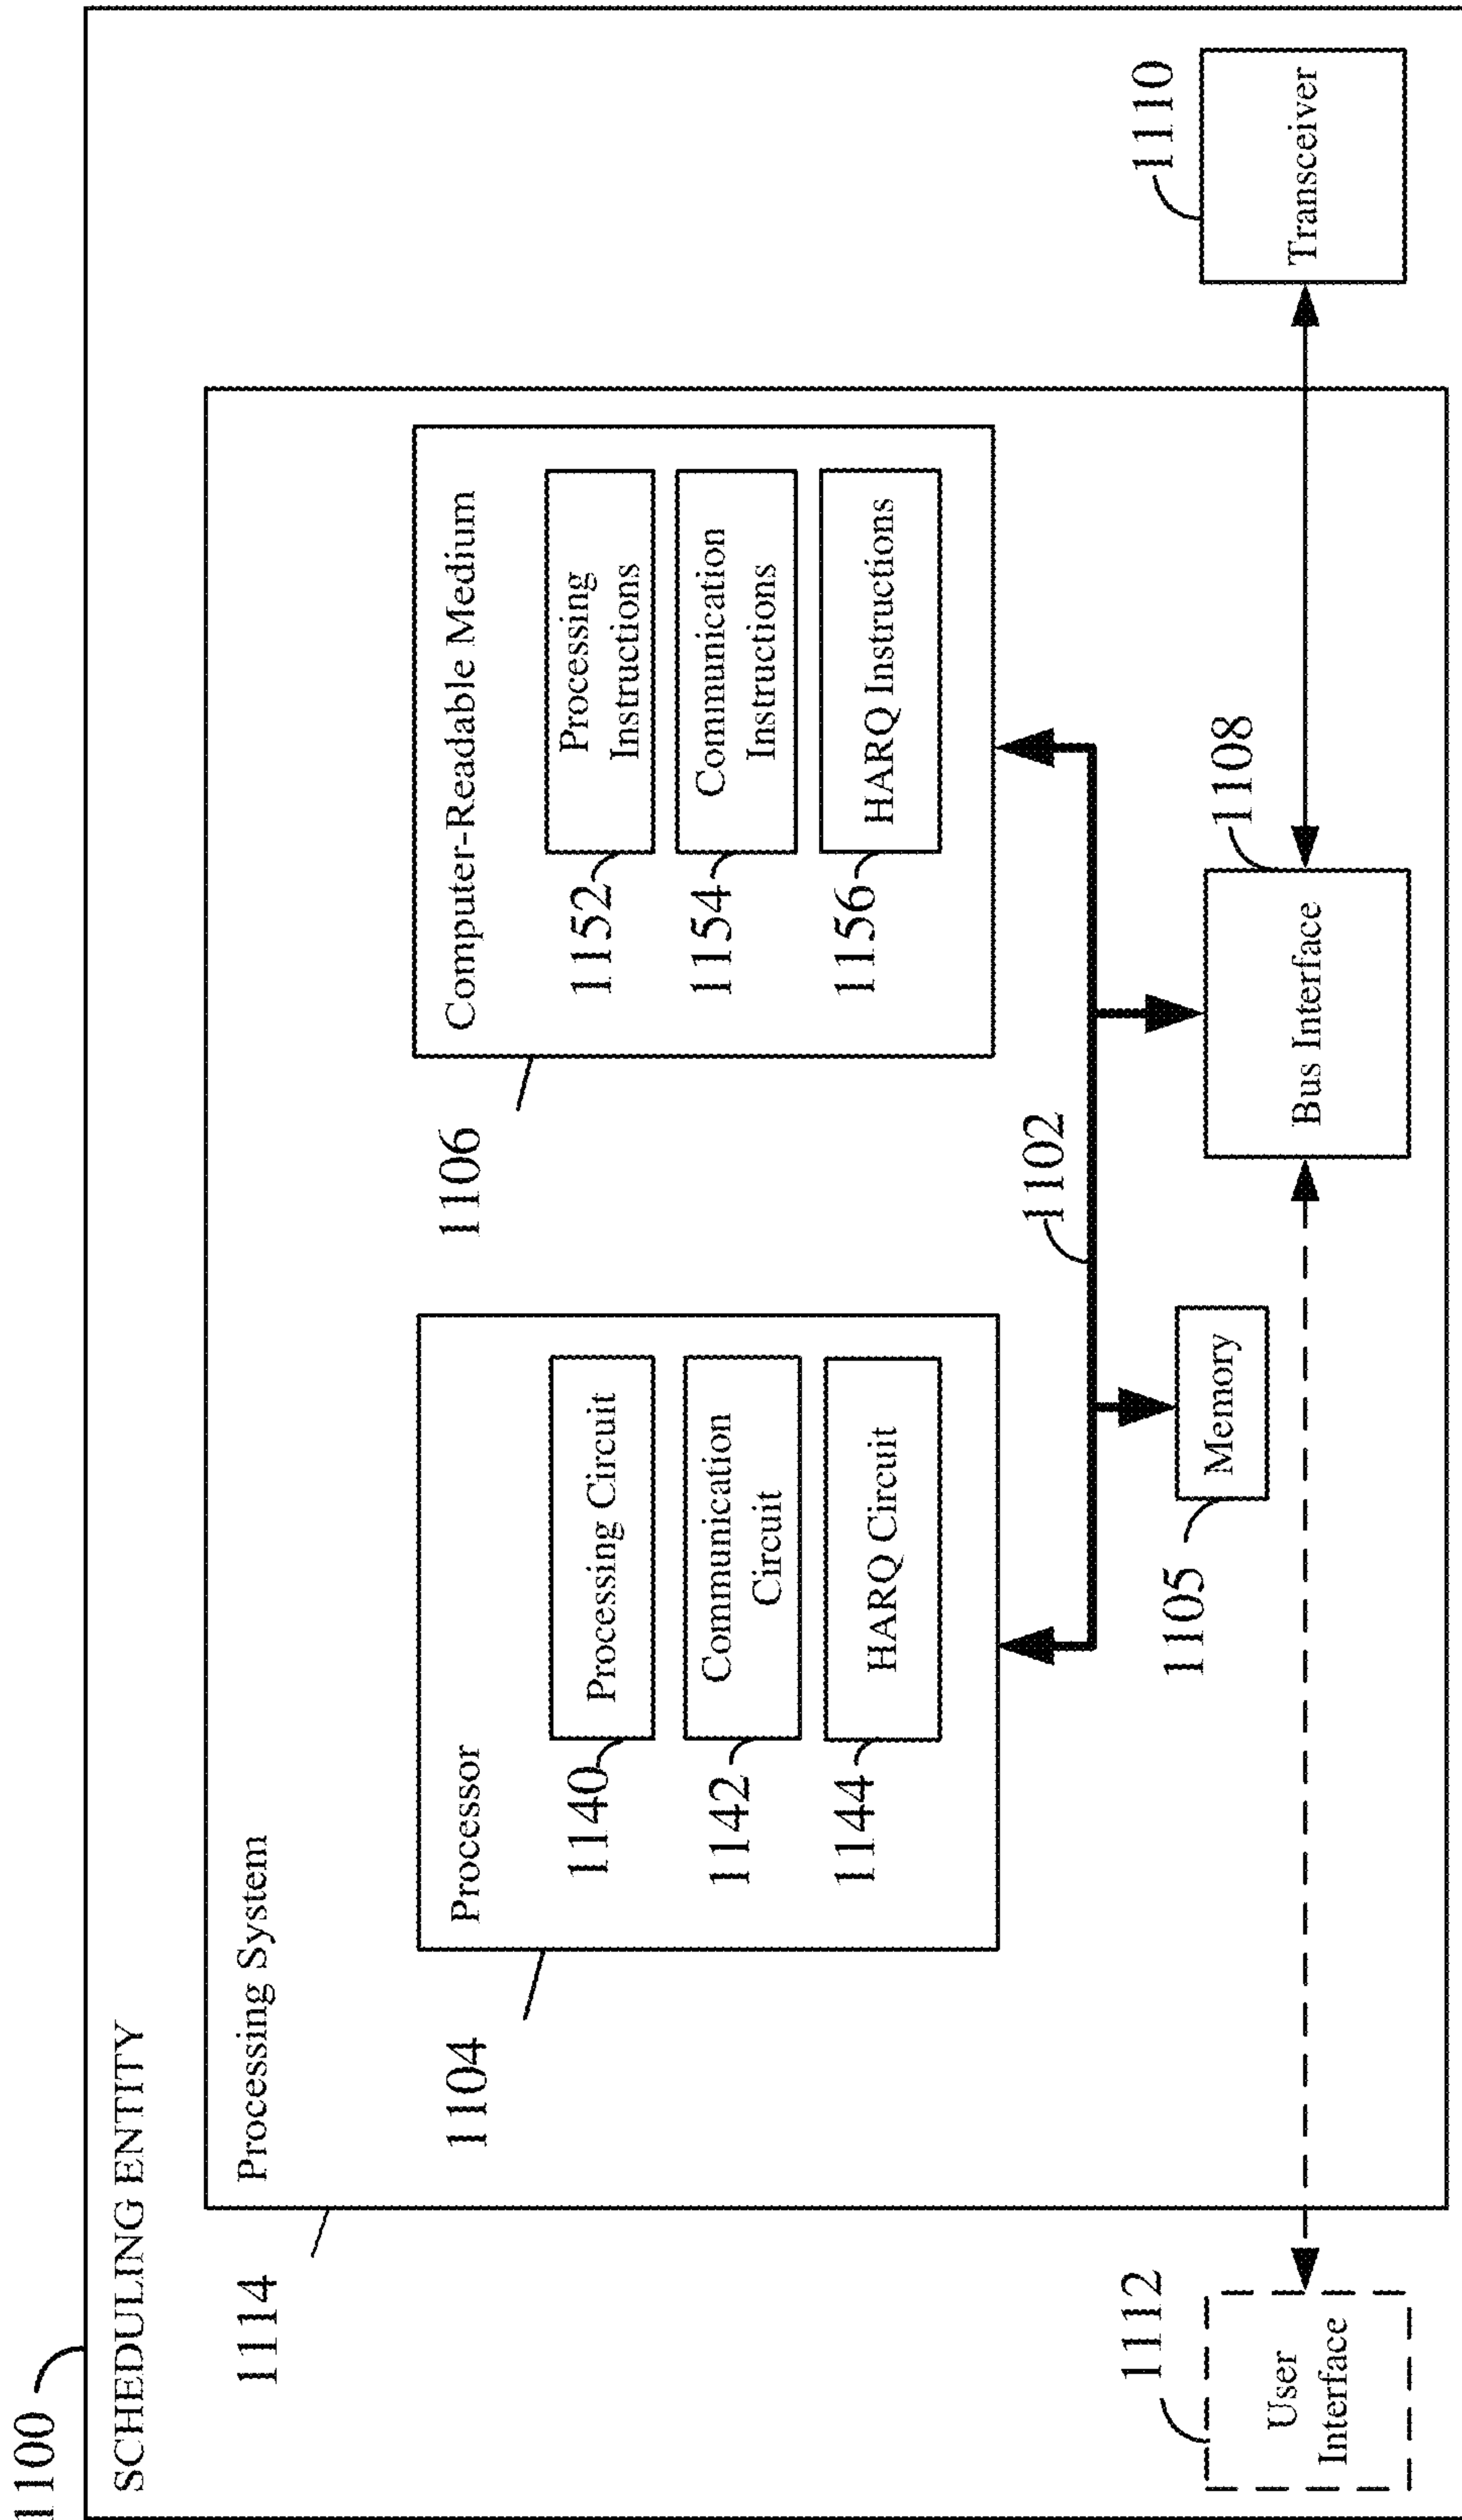 1100
SCHEDULING ENTITY
1114
Processing System
1104
Processor
1140
Processing Circuit
1142
Communication
Circuit
1144
HARQ Circuit
1106
Computer-Readable Medium
1152
Processing
Instructions
1154
Communication
Instructions
1156
HARQ Instructions
1102
1105
Memory
1108
Bus Interface
1112
User
Interface
1110
Transceiver